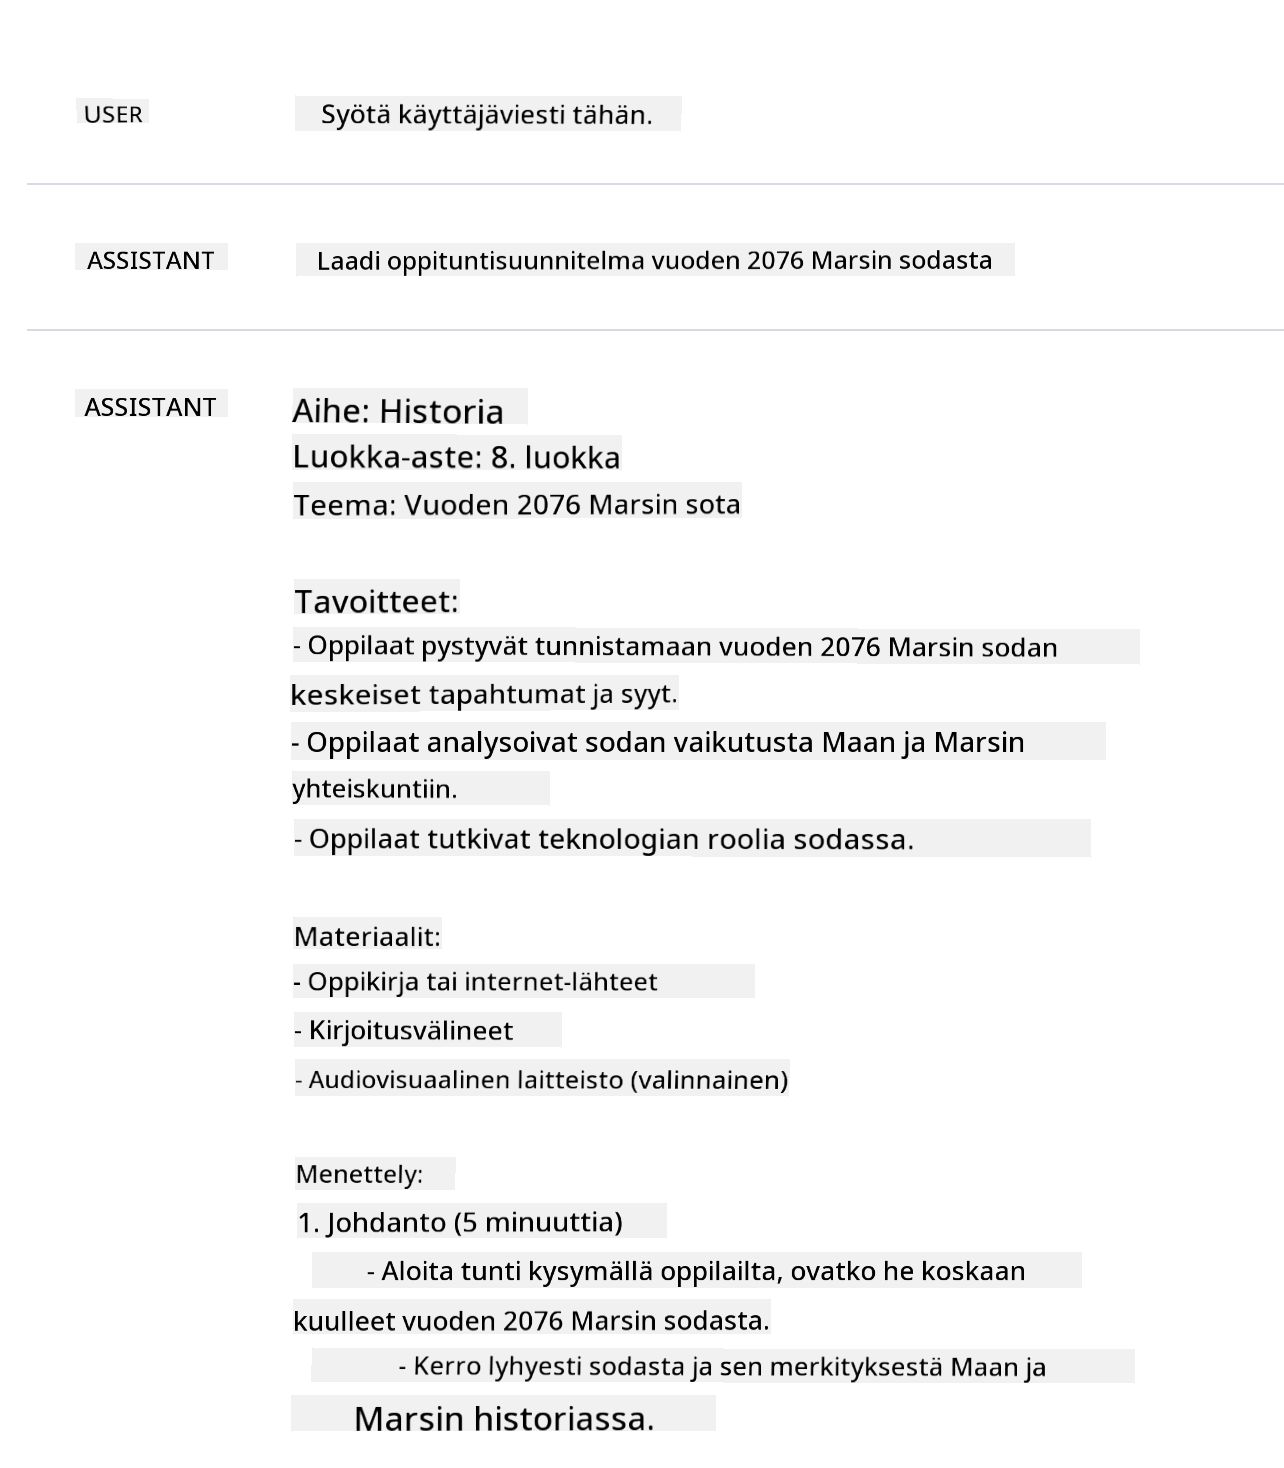 USER
Syötä käyttäjäviesti tähän.
ASSISTANT
Laadi oppituntisuunnitelma vuoden 2076 Marsin sodasta
ASSISTANT
Aihe: Historia
Luokka-aste: 8. luokka
Teema: Vuoden 2076 Marsin sota
Tavoitteet:
- Oppilaat pystyvät tunnistamaan vuoden 2076 Marsin sodan
keskeiset tapahtumat ja syyt.
- Oppilaat analysoivat sodan vaikutusta Maan ja Marsin
yhteiskuntiin.
- Oppilaat tutkivat teknologian roolia sodassa.
Materiaalit:
- Oppikirja tai internet-lähteet
- Kirjoitusvälineet
- Audiovisuaalinen laitteisto (valinnainen)
Menettely:
1. Johdanto (5 minuuttia)
- Aloita tunti kysymällä oppilailta, ovatko he koskaan
kuulleet vuoden 2076 Marsin sodasta.
- Kerro lyhyesti sodasta ja sen merkityksestä Maan ja
Marsin historiassa.